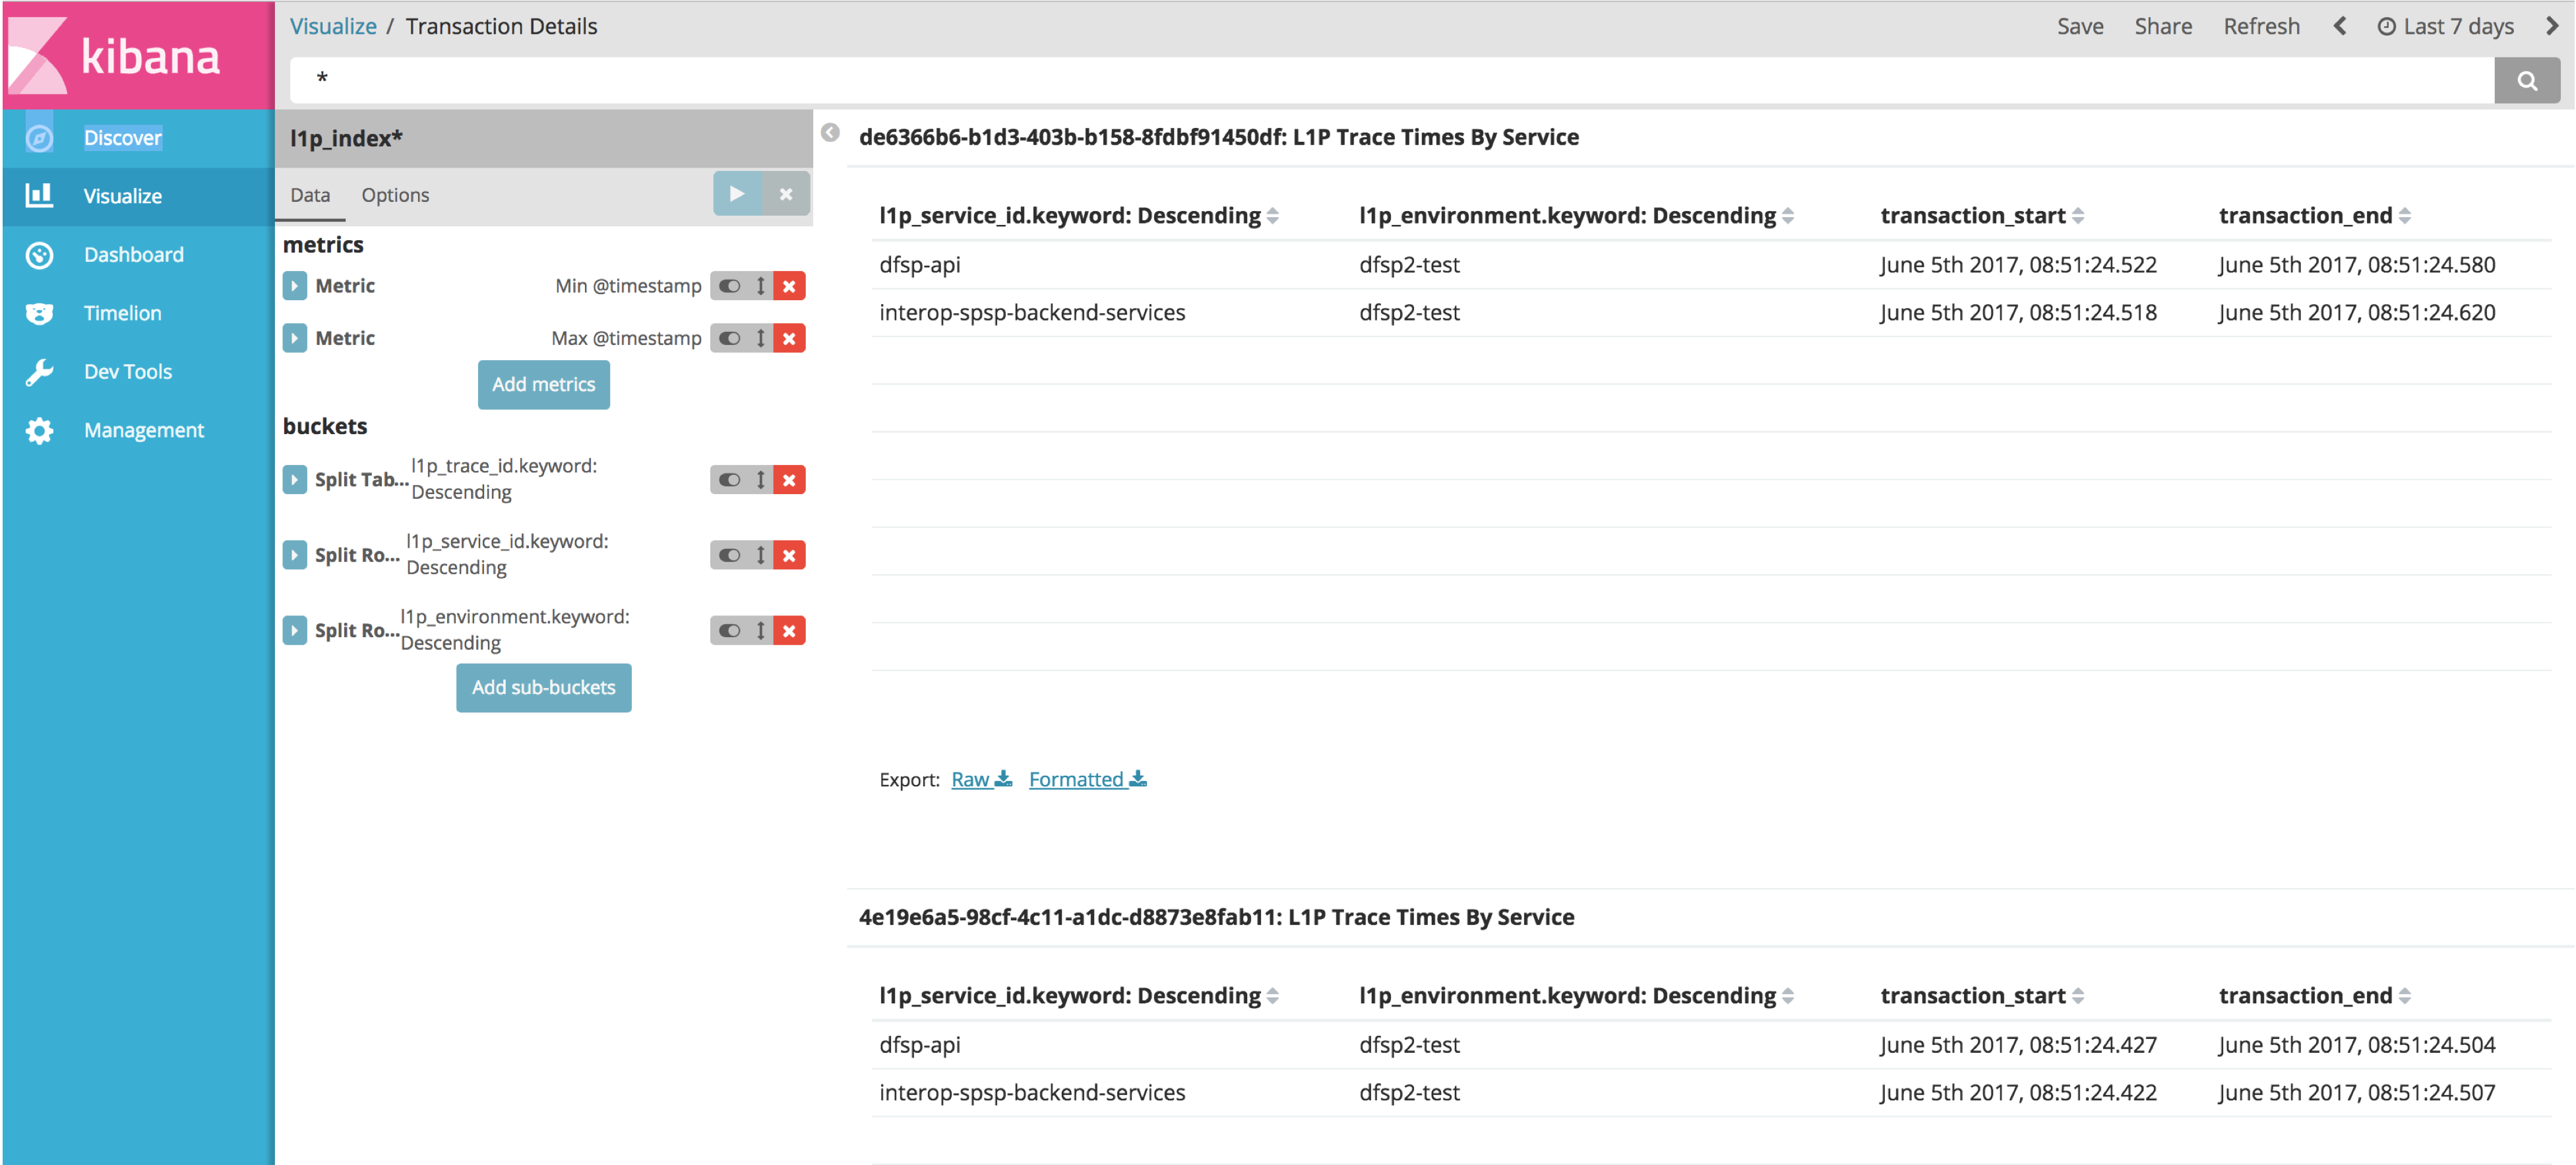 kibana
Visualize / Transaction Details
Save Share Refresh Last 7 days
*
Discover
Visualize
Dashboard
Timelion
Dev Tools
Management
l1p_index*
Data Options
metrics
Metric Min @timestamp
Metric Max @timestamp
Add metrics
buckets
Split Tab... l1p_trace_id.keyword:
Descending
Split Ro... l1p_service_id.keyword:
Descending
Split Ro... l1p_environment.keyword:
Descending
Add sub-buckets
de6366b6-b1d3-403b-b158-8fdbf91450df: L1P Trace Times By Service
l1p_service_id.keyword: Descending l1p_environment.keyword: Descending transaction_start transaction_end
dfsp-api dfsp2-test June 5th 2017, 08:51:24.522 June 5th 2017, 08:51:24.580
interop-spsp-backend-services dfsp2-test June 5th 2017, 08:51:24.518 June 5th 2017, 08:51:24.620
Export: Raw Formatted
4e19e6a5-98cf-4c11-a1dc-d8873e8fab11: L1P Trace Times By Service
l1p_service_id.keyword: Descending l1p_environment.keyword: Descending transaction_start transaction_end
dfsp-api dfsp2-test June 5th 2017, 08:51:24.427 June 5th 2017, 08:51:24.504
interop-spsp-backend-services dfsp2-test June 5th 2017, 08:51:24.422 June 5th 2017, 08:51:24.507